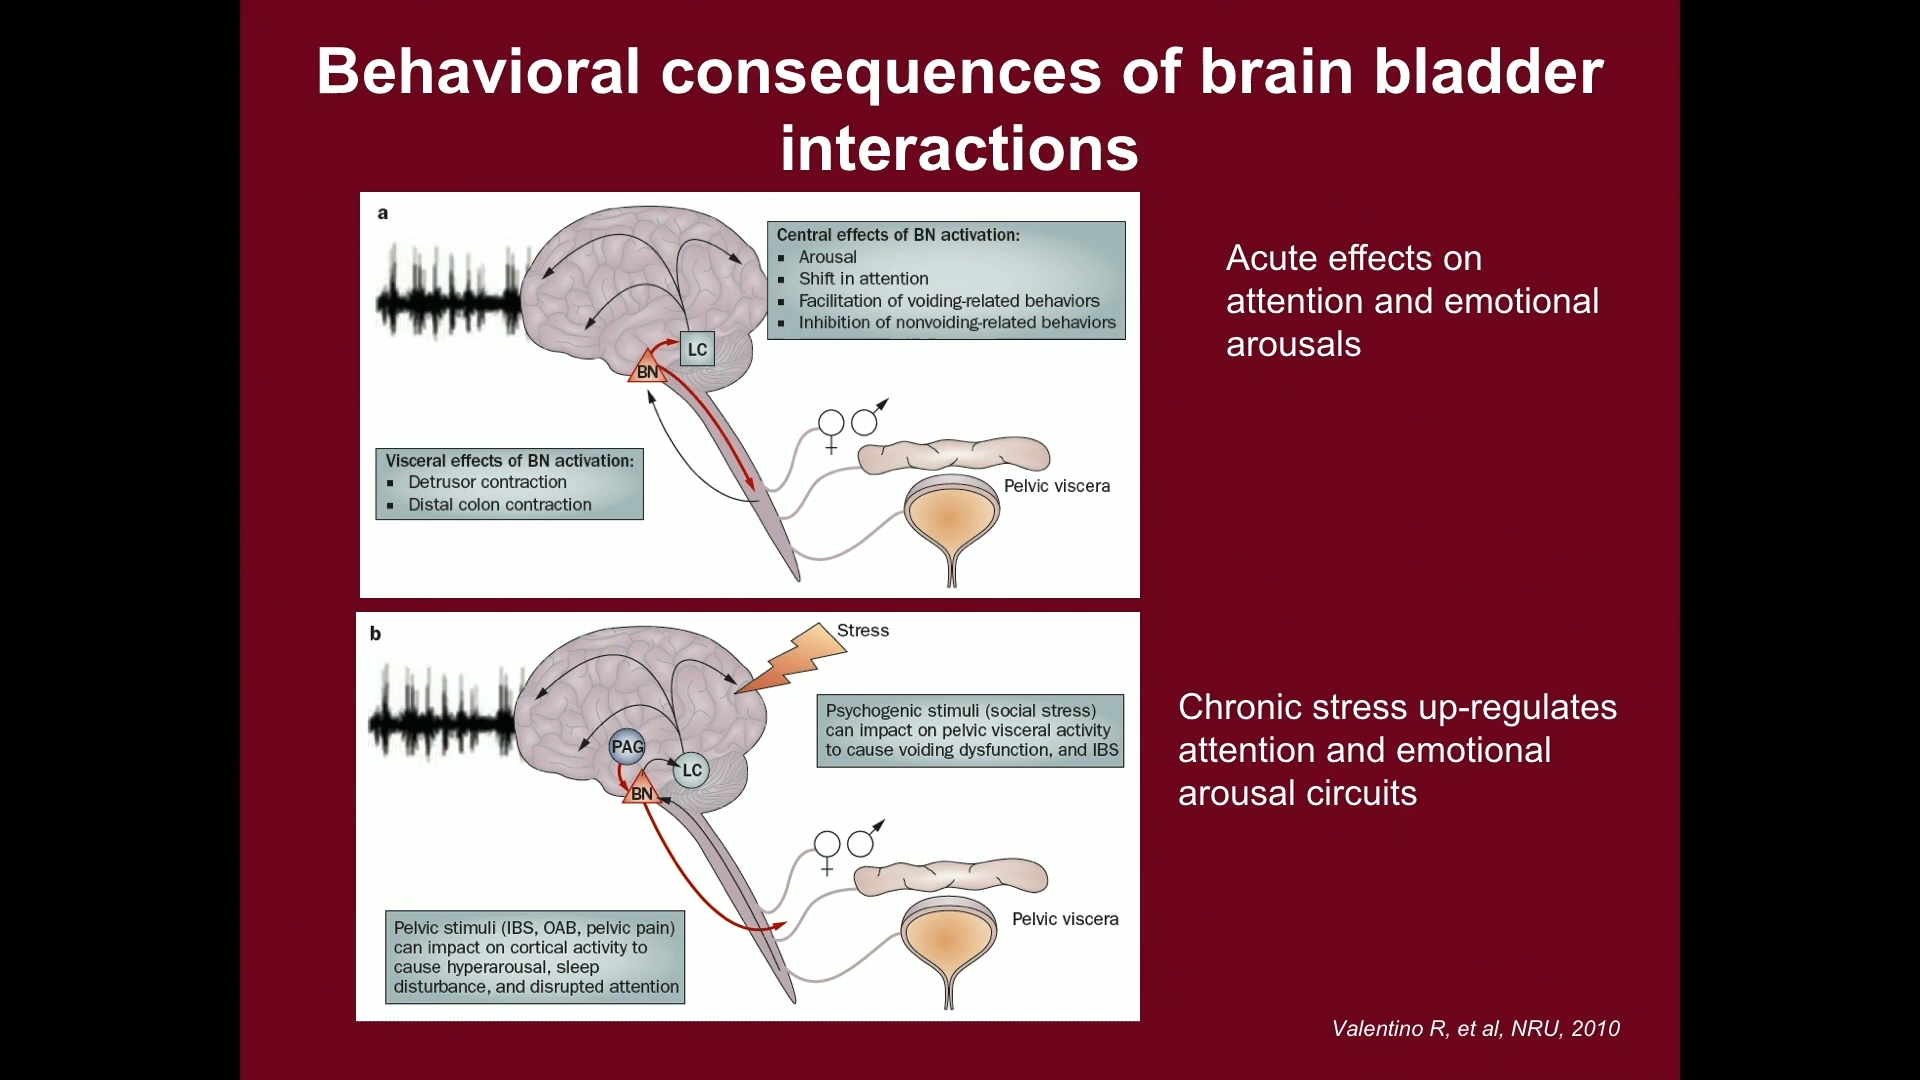 Behavioral consequences of brain bladder
interactions
a
Central effects of BN activation:
▪ Arousal
▪ Shift in attention
▪ Facilitation of voiding-related behaviors
▪ Inhibition of nonvoiding-related behaviors
LC
BN
Visceral effects of BN activation:
▪ Detrusor contraction
▪ Distal colon contraction
Pelvic viscera
Acute effects on
attention and emotional
arousals
b
Stress
Psychogenic stimuli (social stress)
can impact on pelvic visceral activity
to cause voiding dysfunction, and IBS
PAG
LC
BN
Pelvic stimuli (IBS, OAB, pelvic pain)
can impact on cortical activity to
cause hyperarousal, sleep
disturbance, and disrupted attention
Pelvic viscera
Chronic stress up-regulates
attention and emotional
arousal circuits
Valentino R, et al, NRU, 2010